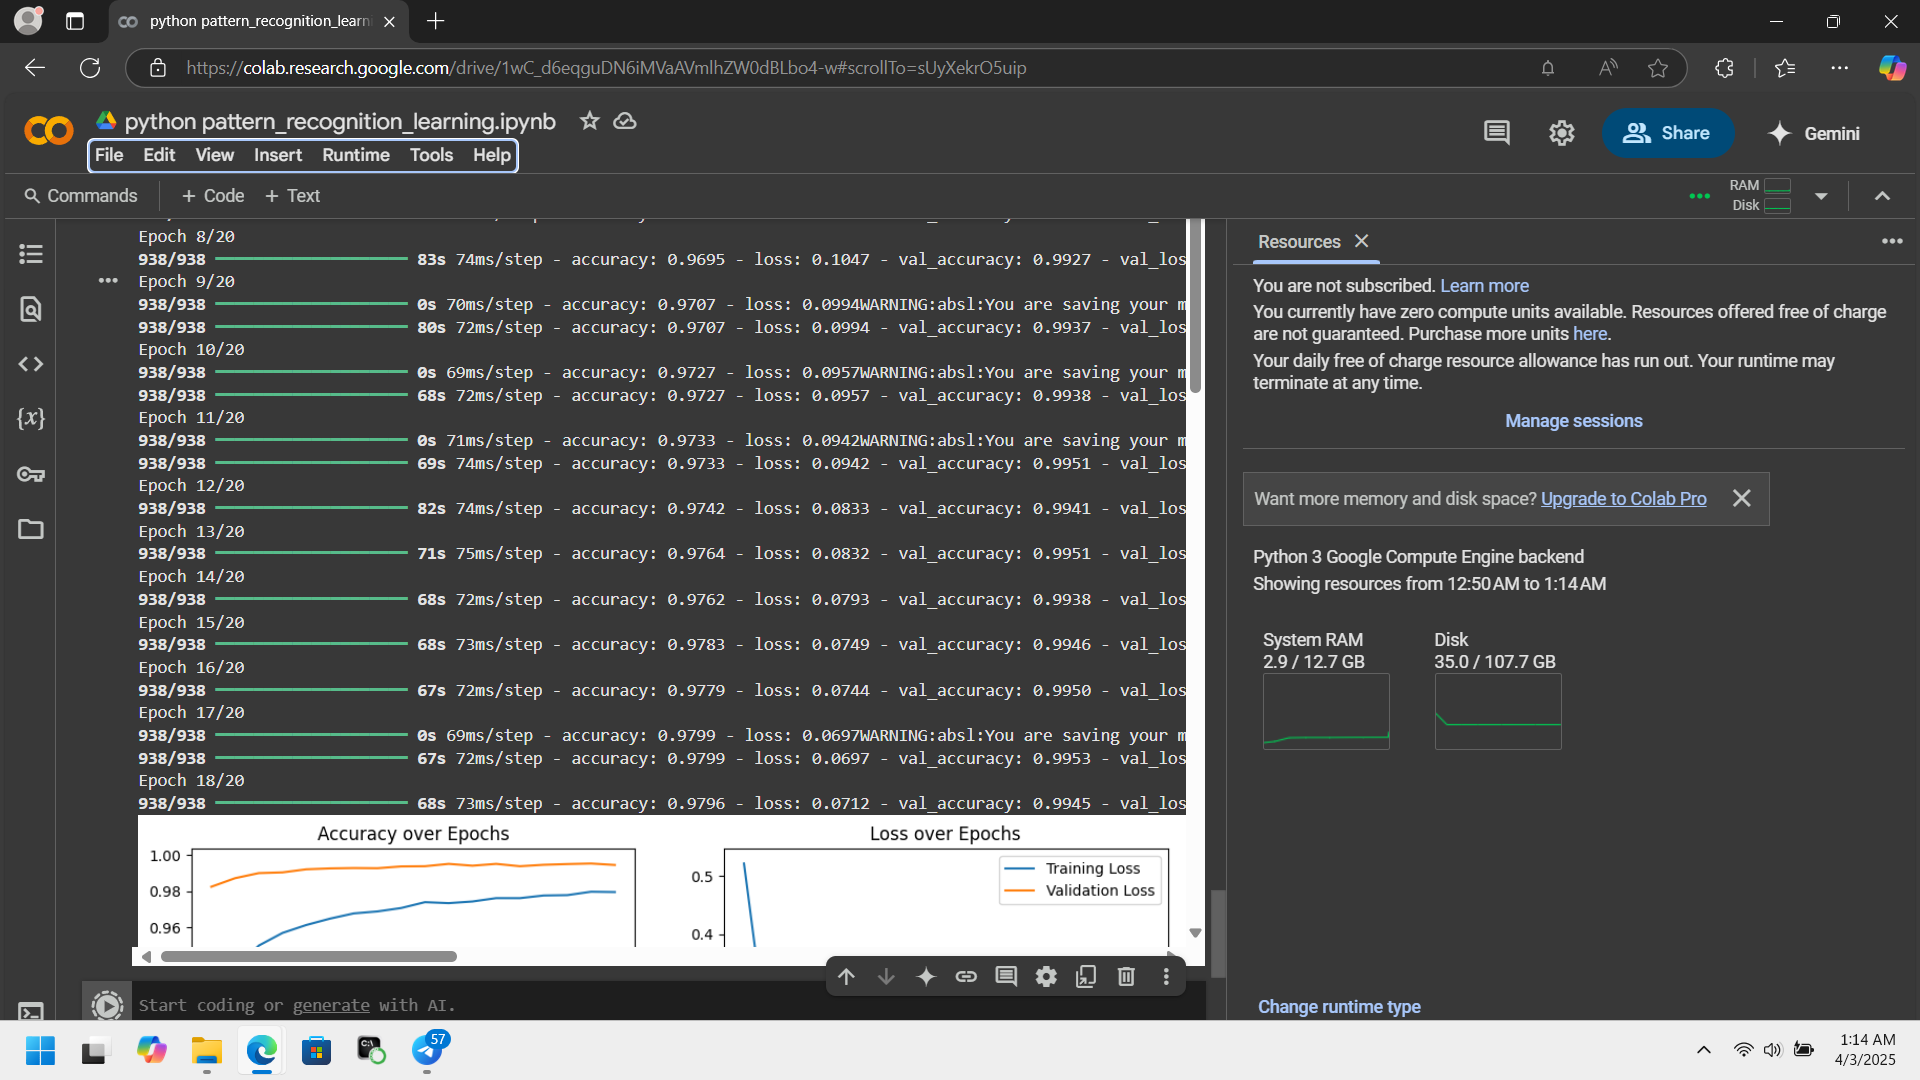 python pattern_recognition_learni
https://colab.research.google.com/drive/1wC_d6eqguDN6iMVaAVmlhZW0dBLbo4-w#scrollTo=sUyXekrO5uip
python pattern_recognition_learning.ipynb
Share
Gemini
File Edit View Insert Runtime Tools Help
Commands + Code + Text
RAM
Disk
Epoch 8/20
938/938 83s 74ms/step - accuracy: 0.9695 - loss: 0.1047 - val_accuracy: 0.9927 - val_los
Epoch 9/20
938/938 0s 70ms/step - accuracy: 0.9707 - loss: 0.0994WARNING:absl:You are saving your m
938/938 80s 72ms/step - accuracy: 0.9707 - loss: 0.0994 - val_accuracy: 0.9937 - val_los
Epoch 10/20
938/938 0s 69ms/step - accuracy: 0.9727 - loss: 0.0957WARNING:absl:You are saving your m
938/938 68s 72ms/step - accuracy: 0.9727 - loss: 0.0957 - val_accuracy: 0.9938 - val_los
Epoch 11/20
938/938 0s 71ms/step - accuracy: 0.9733 - loss: 0.0942WARNING:absl:You are saving your m
938/938 69s 74ms/step - accuracy: 0.9733 - loss: 0.0942 - val_accuracy: 0.9951 - val_los
Epoch 12/20
938/938 82s 74ms/step - accuracy: 0.9742 - loss: 0.0833 - val_accuracy: 0.9941 - val_los
Epoch 13/20
938/938 71s 75ms/step - accuracy: 0.9764 - loss: 0.0832 - val_accuracy: 0.9951 - val_los
Epoch 14/20
938/938 68s 72ms/step - accuracy: 0.9762 - loss: 0.0793 - val_accuracy: 0.9938 - val_los
Epoch 15/20
938/938 68s 73ms/step - accuracy: 0.9783 - loss: 0.0749 - val_accuracy: 0.9946 - val_los
Epoch 16/20
938/938 67s 72ms/step - accuracy: 0.9779 - loss: 0.0744 - val_accuracy: 0.9950 - val_los
Epoch 17/20
938/938 0s 69ms/step - accuracy: 0.9799 - loss: 0.0697WARNING:absl:You are saving your m
938/938 67s 72ms/step - accuracy: 0.9799 - loss: 0.0697 - val_accuracy: 0.9953 - val_los
Epoch 18/20
938/938 68s 73ms/step - accuracy: 0.9796 - loss: 0.0712 - val_accuracy: 0.9945 - val_los
Accuracy over Epochs
1.00
0.98
0.96
Loss over Epochs
Training Loss
Validation Loss
0.5
0.4
Start coding or generate with AI.
Resources
You are not subscribed. Learn more
You currently have zero compute units available. Resources offered free of charge
are not guaranteed. Purchase more units here.
Your daily free of charge resource allowance has run out. Your runtime may
terminate at any time.
Manage sessions
Want more memory and disk space? Upgrade to Colab Pro
Python 3 Google Compute Engine backend
Showing resources from 12:50 AM to 1:14 AM
System RAM
2.9 / 12.7 GB
Disk
35.0 / 107.7 GB
Change runtime type
57
1:14 AM
4/3/2025